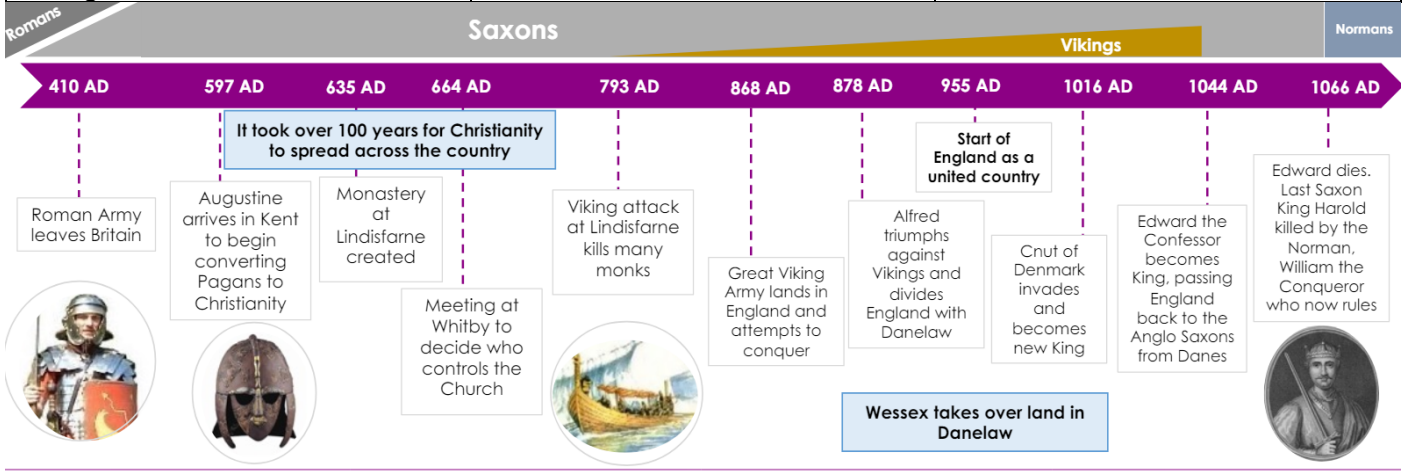 Romans
Saxons
Vikings
Normans
410 AD
597 AD
635 AD
664 AD
793 AD
868 AD
878 AD
955 AD
1016 AD
1044 AD
1066 AD
It took over 100 years for Christianity
to spread across the country
Start of
England as a
united country
Roman Army
leaves Britain
Augustine
arrives in Kent
to begin
converting
Pagans to
Christianity
Monastery
at
Lindisfarne
created
Meeting at
Whitby to
decide who
controls the
Church
Viking attack
at Lindisfarne
kills many
monks
Great Viking
Army lands in
England and
attempts to
conquer
Alfred
triumphs
against
Vikings and
divides
England with
Danelaw
Cnut of
Denmark
invades
and
becomes
new King
Edward the
Confessor
becomes
King, passing
England
back to the
Anglo Saxons
from Danes
Edward dies.
Last Saxon
King Harold
killed by the
Norman,
William the
Conqueror
who now rules
Wessex takes over land in
Danelaw